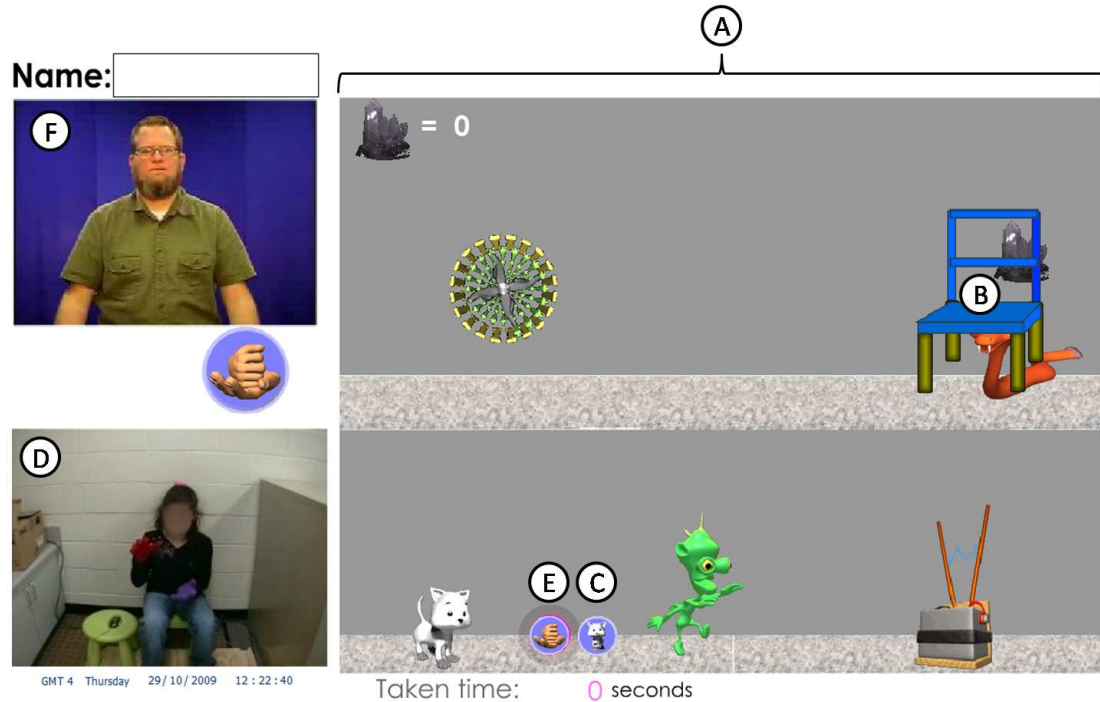 A
Name:
F
= 0
B
D
E
C
GMT 4 Thursday 29/10/2009 12:22:40
Taken time: 0 seconds